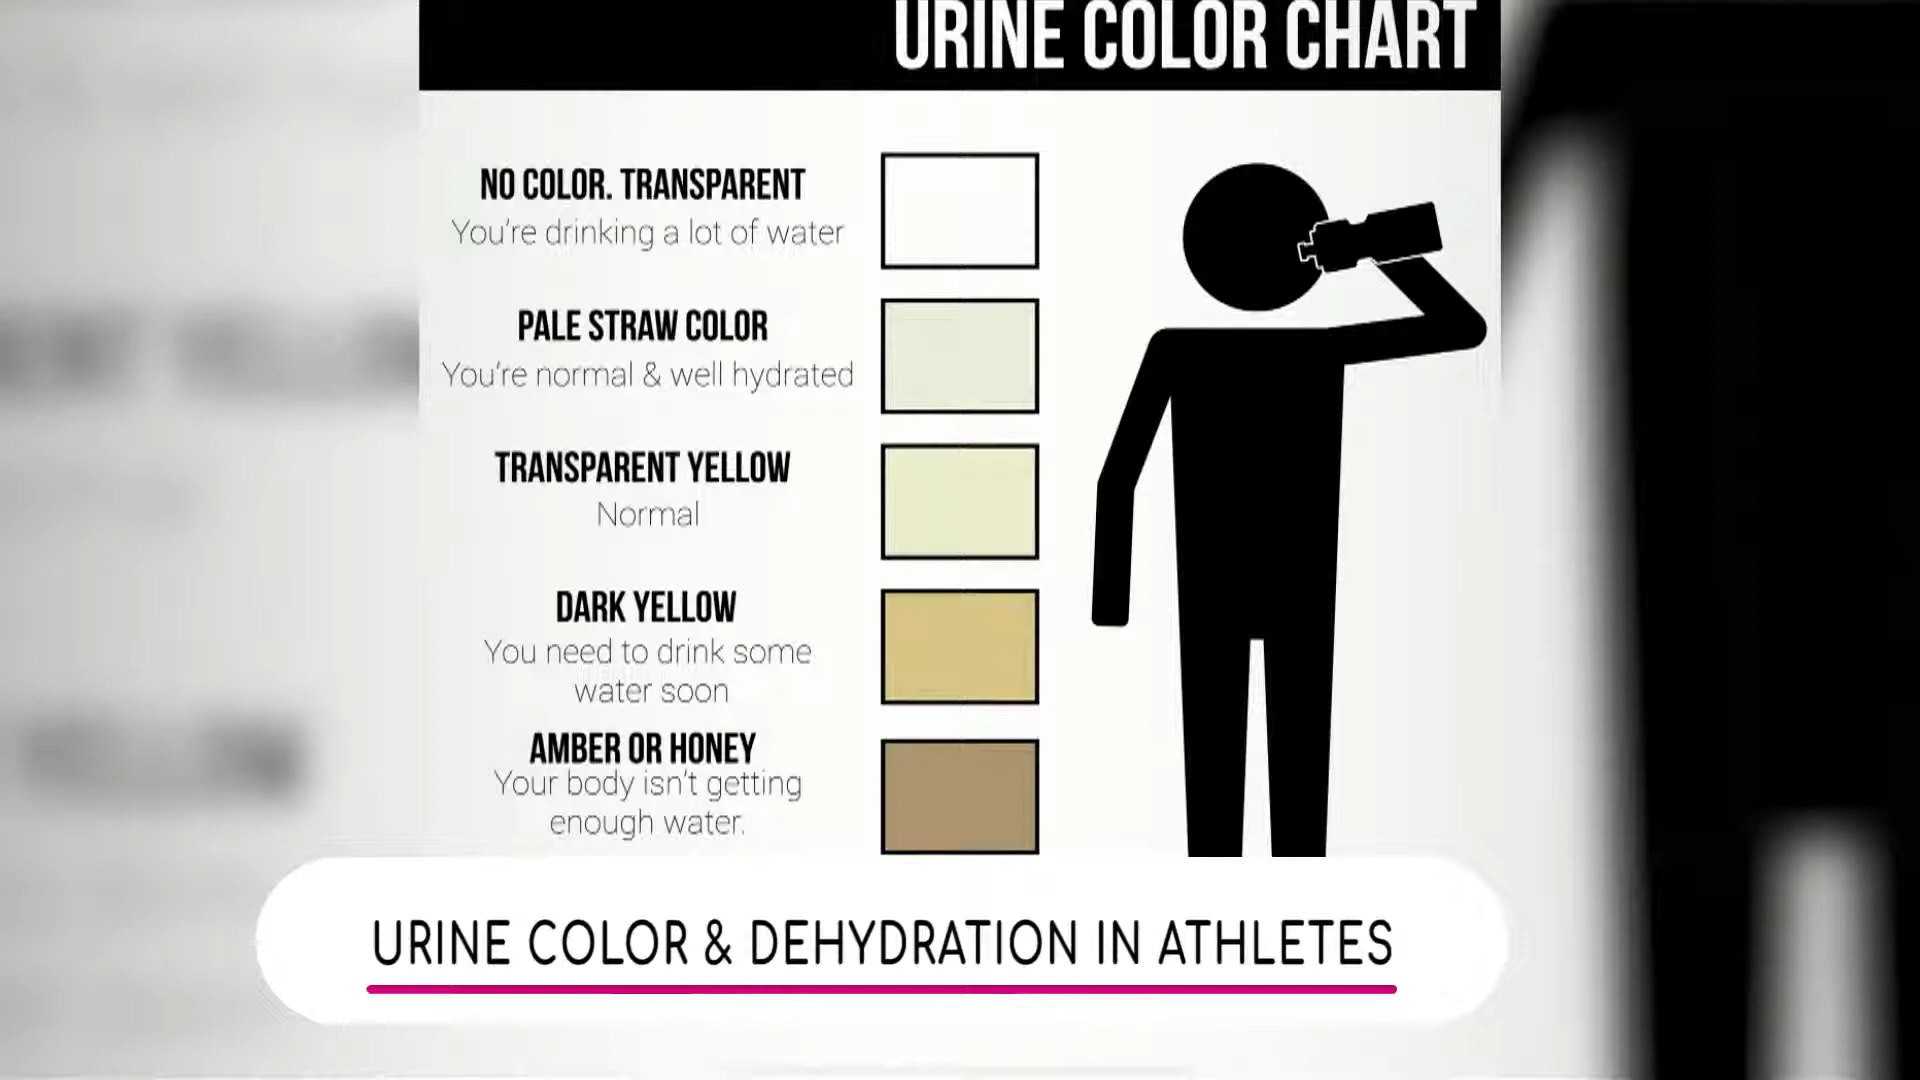 URINE COLOR CHART
NO COLOR. TRANSPARENT
You're drinking a lot of water
PALE STRAW COLOR
You're normal & well hydrated
TRANSPARENT YELLOW
Normal
DARK YELLOW
You need to drink some
water soon
AMBER OR HONEY
Your body isn't getting
enough water.
URINE COLOR & DEHYDRATION IN ATHLETES